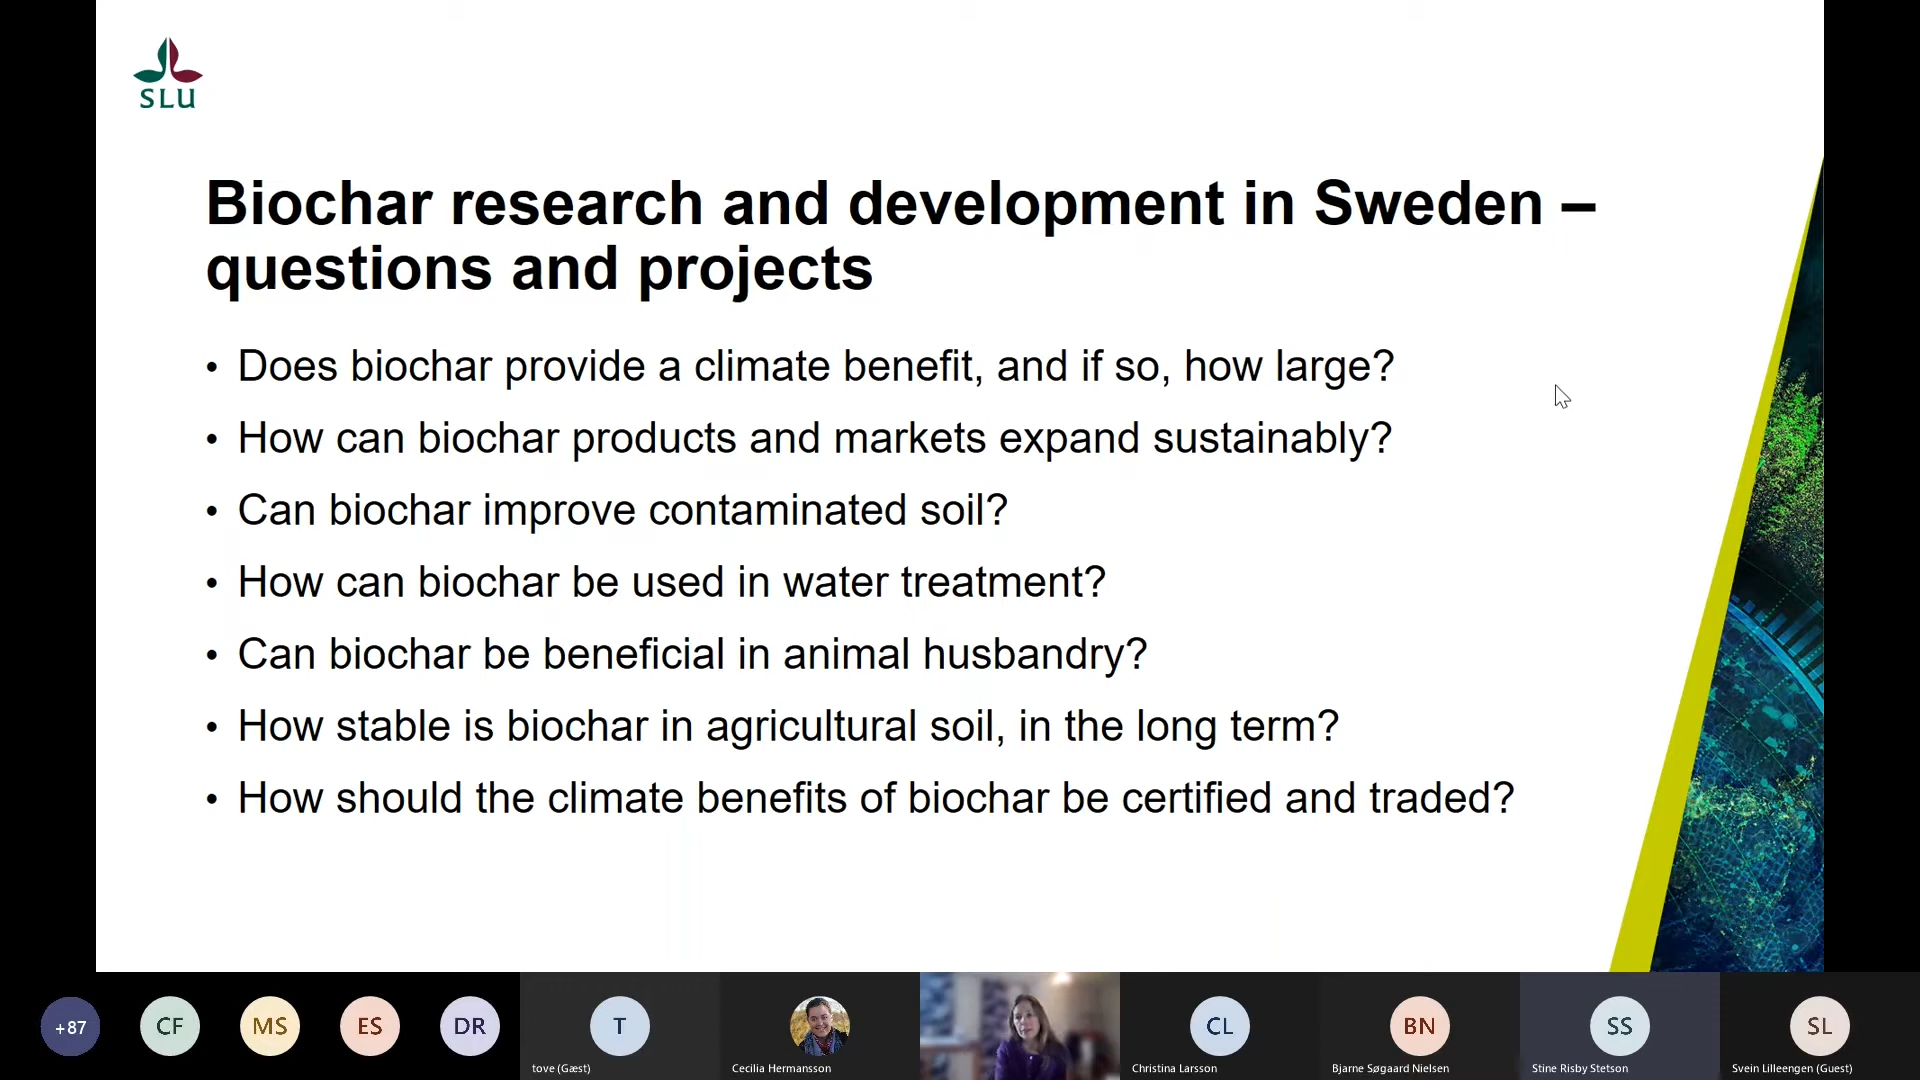 SLU
Biochar research and development in Sweden –
questions and projects
• Does biochar provide a climate benefit, and if so, how large?
• How can biochar products and markets expand sustainably?
• Can biochar improve contaminated soil?
• How can biochar be used in water treatment?
• Can biochar be beneficial in animal husbandry?
• How stable is biochar in agricultural soil, in the long term?
• How should the climate benefits of biochar be certified and traded?
+87
CF
MS
ES
DR
T
CL
BN
SS
SL
tove (Gæst)
Cecilia Hermansson
Christina Larsson
Bjarne Søgaard Nielsen
Stine Risby Stetson
Svein Lilleengen (Guest)